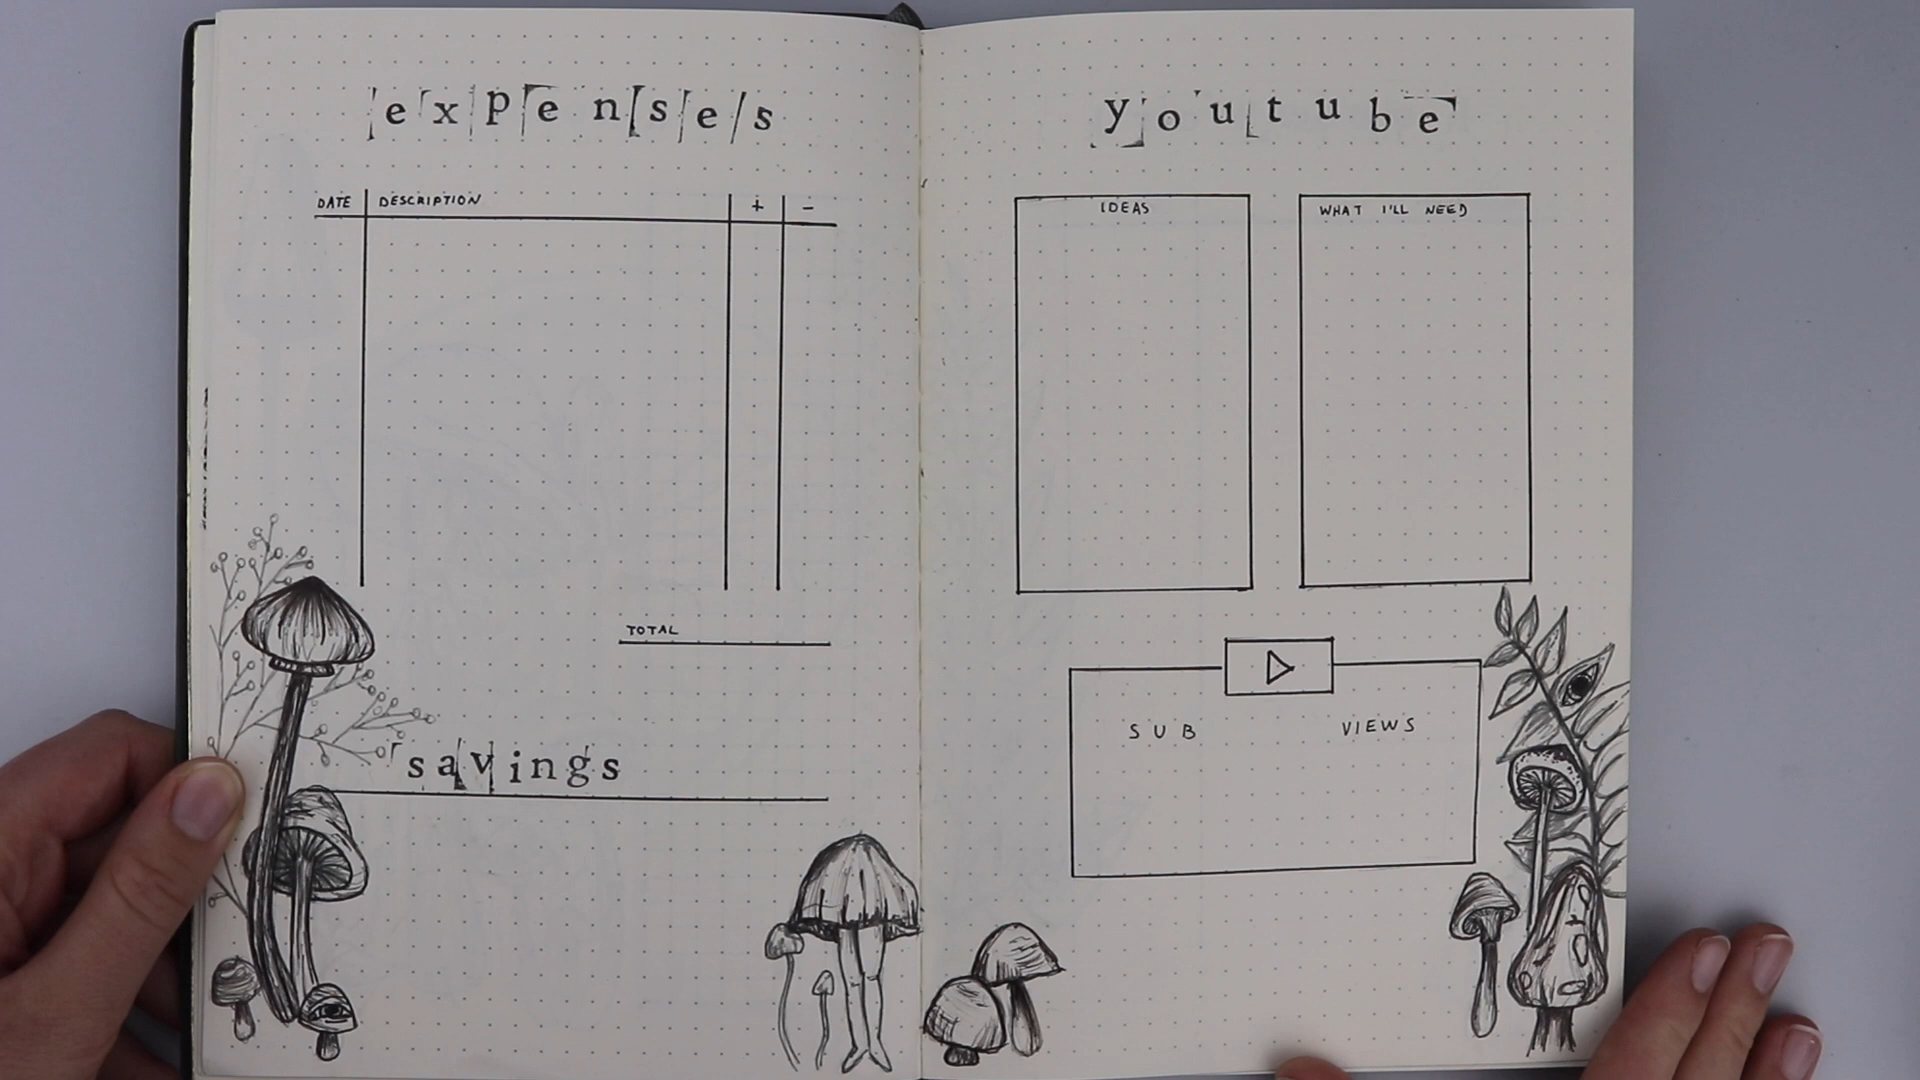 expenses
DATE DESCRIPTION + -
TOTAL
savings
youtube
IDEAS
WHAT I'LL NEED
SUB VIEWS